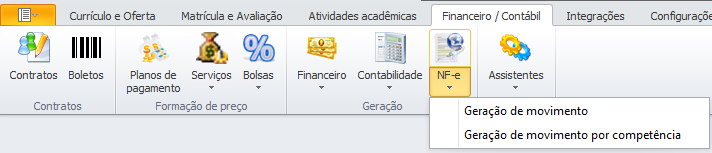 Currículo e Oferta
Matrícula e Avaliação
Atividades acadêmicas
Financeiro / Contábil
Integrações
Contratos
Boletos
Planos de
pagamento
Serviços
Bolsas
Financeiro
Contabilidade
NF-e
Assistentes
Contratos
Formação de preço
Geração
Geração de movimento
Geração de movimento por competência